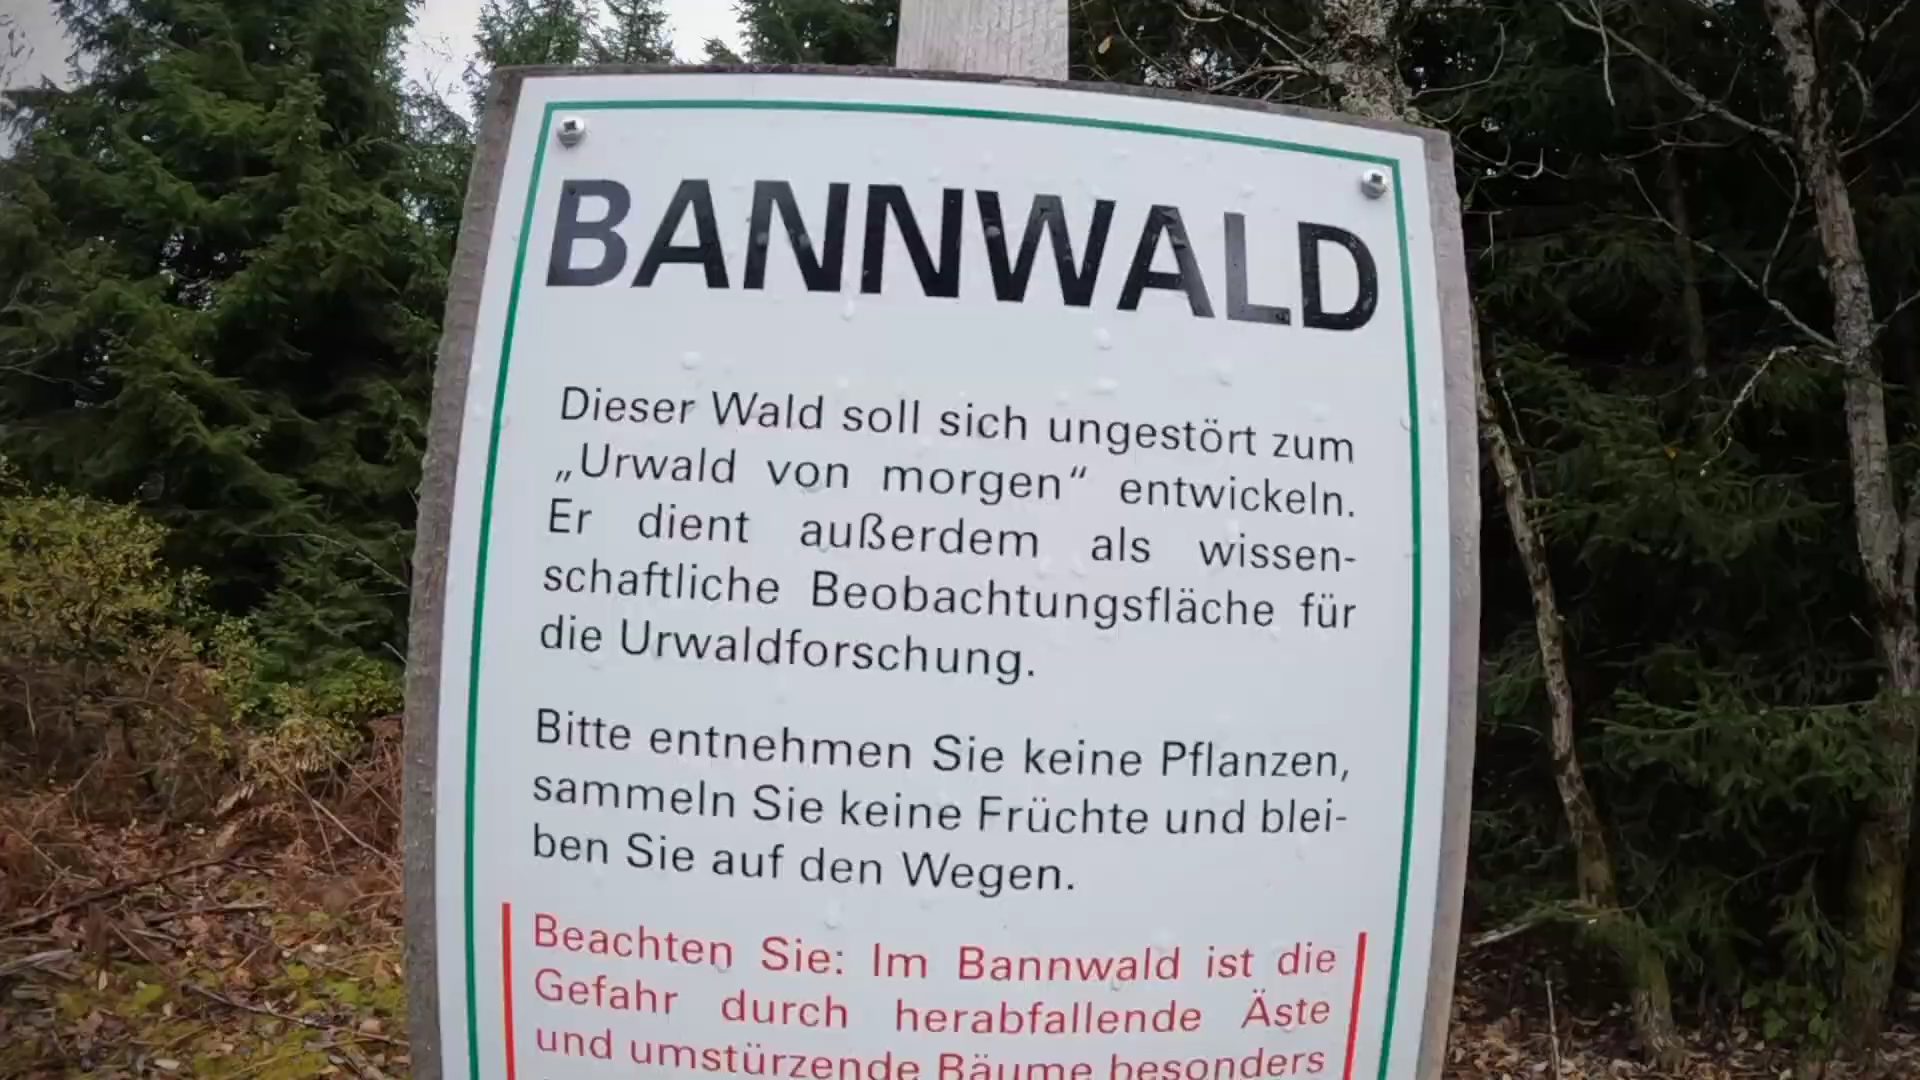 BANNWALD
Dieser Wald soll sich ungestört zum
„Urwald von morgen“ entwickeln.
Er dient außerdem als wissen-
schaftliche Beobachtungsfläche für
die Urwaldforschung.
Bitte entnehmen Sie keine Pflanzen,
sammeln Sie keine Früchte und blei-
ben Sie auf den Wegen.
Beachten Sie: Im Bannwald ist die
Gefahr durch herabfallende Äste
und umstürzende Bäume besonders